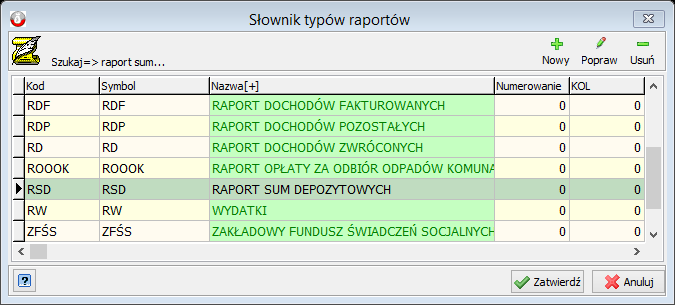 Słownik typów raportów
Szukaj=> raport sum...
Nowy Popraw Usuń
Kod Symbol Nazwa[+] Numerowanie KOL
RDF RDF RAPORT DOCHODÓW FAKTUROWANYCH 0 0
RDP RDP RAPORT DOCHODÓW POZOSTAŁYCH 0 0
RD RD RAPORT DOCHODÓW ZWRÓCONYCH 0 0
ROOOK ROOOK RAPORT OPŁATY ZA ODBIÓR ODPADÓW KOMUNA 0 0
RSD RSD RAPORT SUM DEPOZYTOWYCH 0 0
RW RW WYDATKI 0 0
ZFŚS ZFŚS ZAKŁADOWY FUNDUSZ ŚWIADCZEŃ SOCJALNYCH 0 0
? Zatwierdź Anuluj